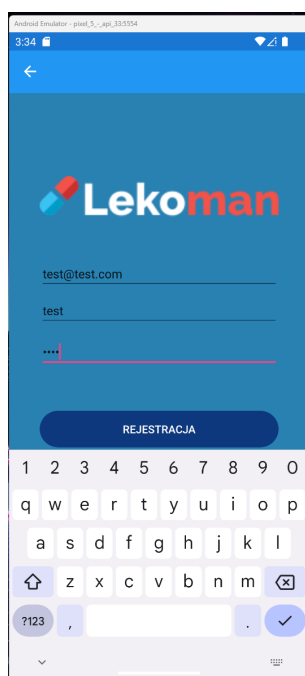 Android Emulator - pixel_5_-_api_33:5554
3:34
Lekoman
test@test.com
test
••••
REJESTRACJA
1 2 3 4 5 6 7 8 9 0
q w e r t y u i o p
a s d f g h j k l
z x c v b n m
?123 , .